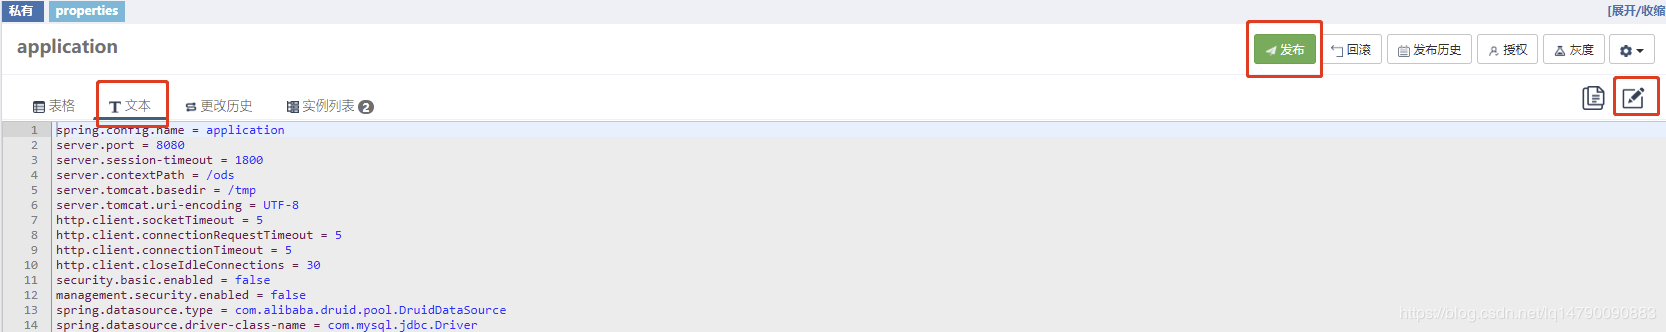 私有 properties [展开/收缩
application 发布 回滚 发布历史 授权 灰度
表格 文本 更改历史 实例列表 2
1 spring.config.name = application
2 server.port = 8080
3 server.session-timeout = 1800
4 server.contextPath = /ods
5 server.tomcat.basedir = /tmp
6 server.tomcat.uri-encoding = UTF-8
7 http.client.socketTimeout = 5
8 http.client.connectionRequestTimeout = 5
9 http.client.connectionTimeout = 5
10 http.client.closeIdleConnections = 30
11 security.basic.enabled = false
12 management.security.enabled = false
13 spring.datasource.type = com.alibaba.druid.pool.DruidDataSource
14 spring.datasource.driver-class-name = com.mysql.jdbc.Driver
https://blog.csdn.net/lq14790090883